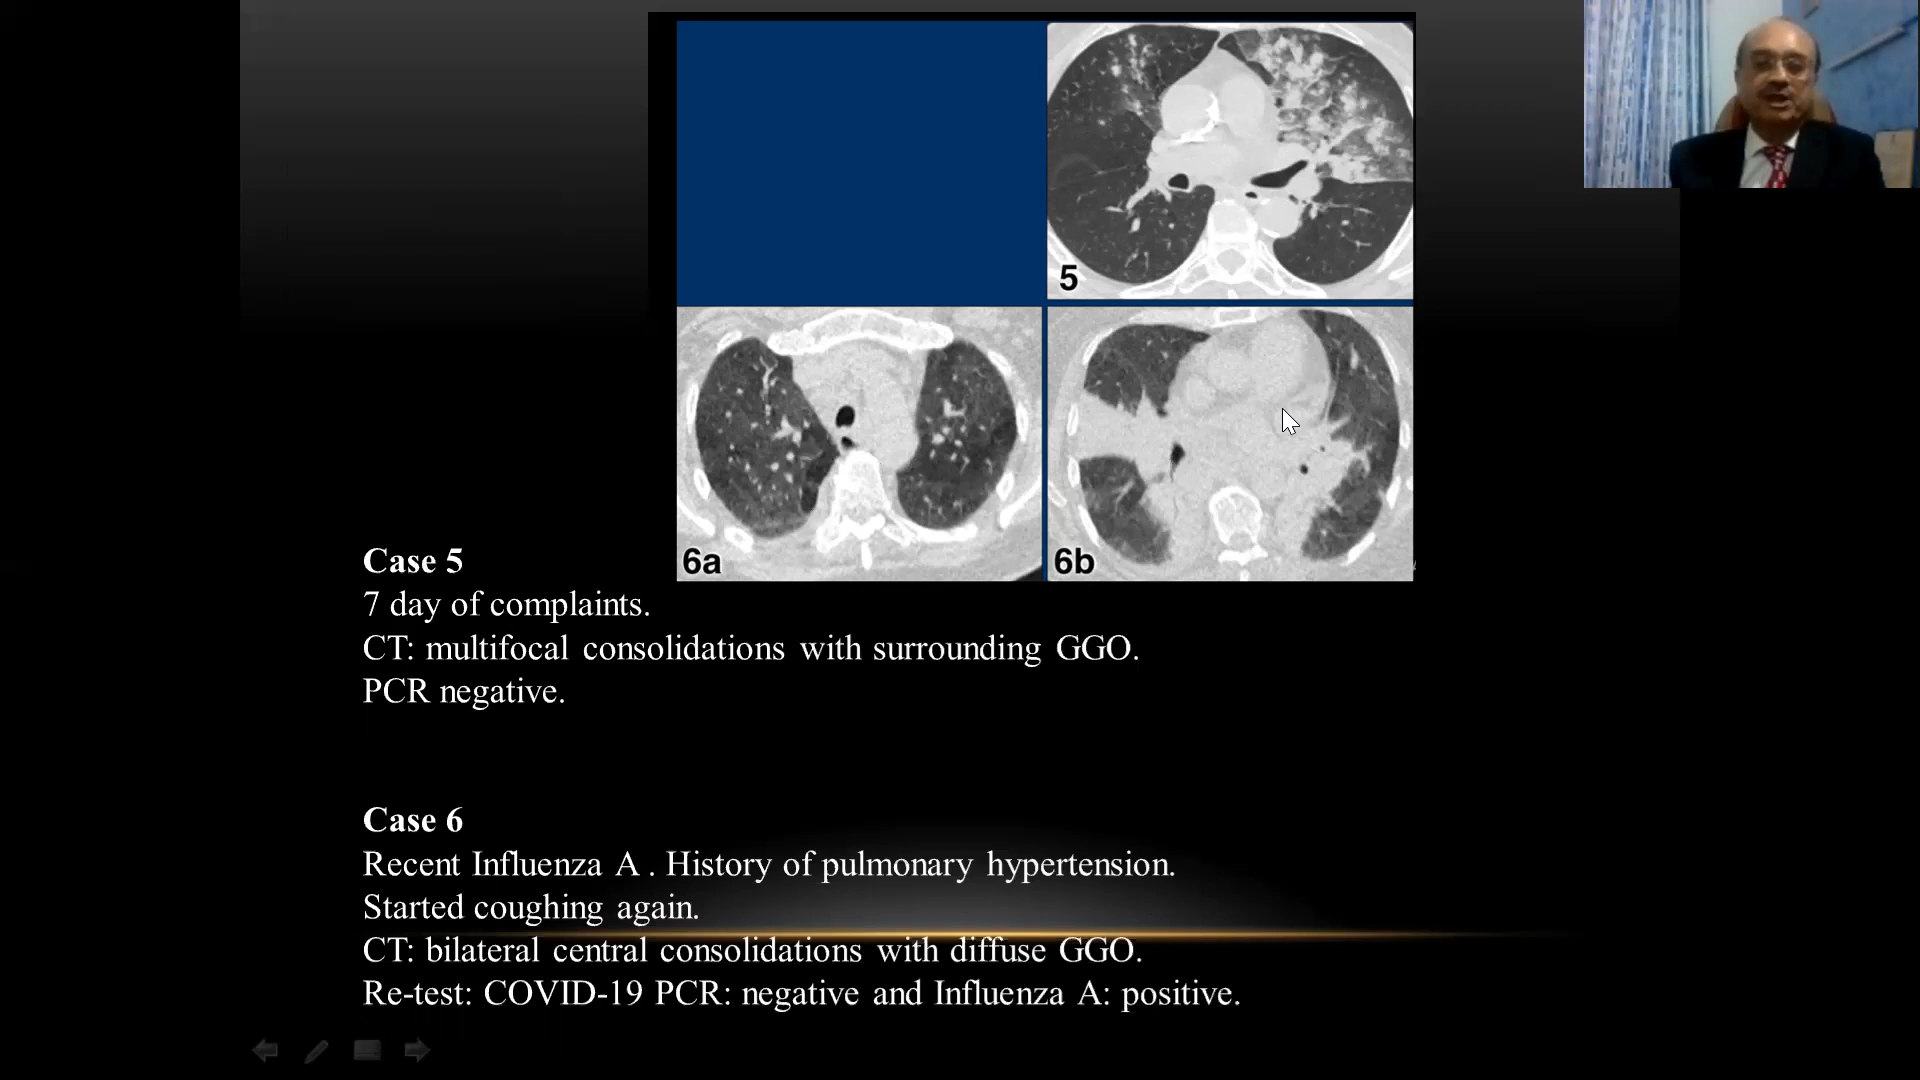 5
6a
6b
Case 5
7 day of complaints.
CT: multifocal consolidations with surrounding GGO.
PCR negative.
Case 6
Recent Influenza A . History of pulmonary hypertension.
Started coughing again.
CT: bilateral central consolidations with diffuse GGO.
Re-test: COVID-19 PCR: negative and Influenza A: positive.